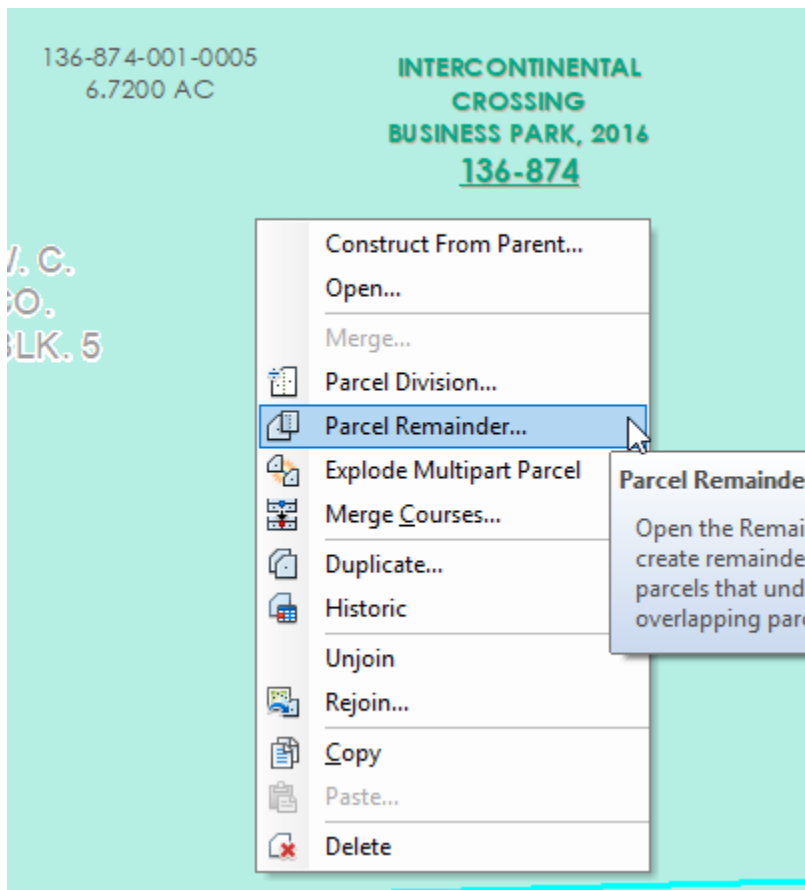 136-874-001-0005
6.7200 AC
INTERCONTINENTAL
CROSSING
BUSINESS PARK, 2016
136-874
C.
BLK. 5
Construct From Parent...
Open...
Merge...
Parcel Division...
Parcel Remainder...
Explode Multipart Parcel
Merge Courses...
Duplicate...
Historic
Unjoin
Rejoin...
Copy
Paste...
Delete
Parcel Remainde
Open the Remai
create remainde
parcels that und
overlapping par